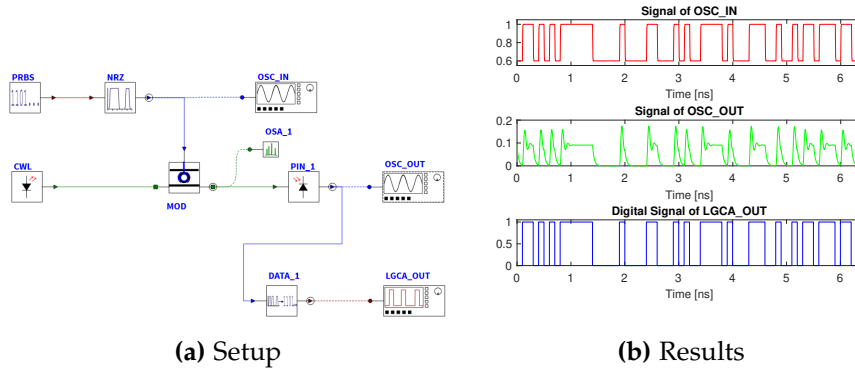 PRBS
NRZ
OSC_IN
OSA_1
CWL
PIN_1
OSC_OUT
MOD
DATA_1
LGCA_OUT
(a) Setup
Signal of OSC_IN
1
0.8
0.6
0 1 2 3 4 5 6
Time [ns]
Signal of OSC_OUT
0.2
0.1
0
0 1 2 3 4 5 6
Time [ns]
Digital Signal of LGCA_OUT
1
0.5
0
0 1 2 3 4 5 6
Time [ns]
(b) Results